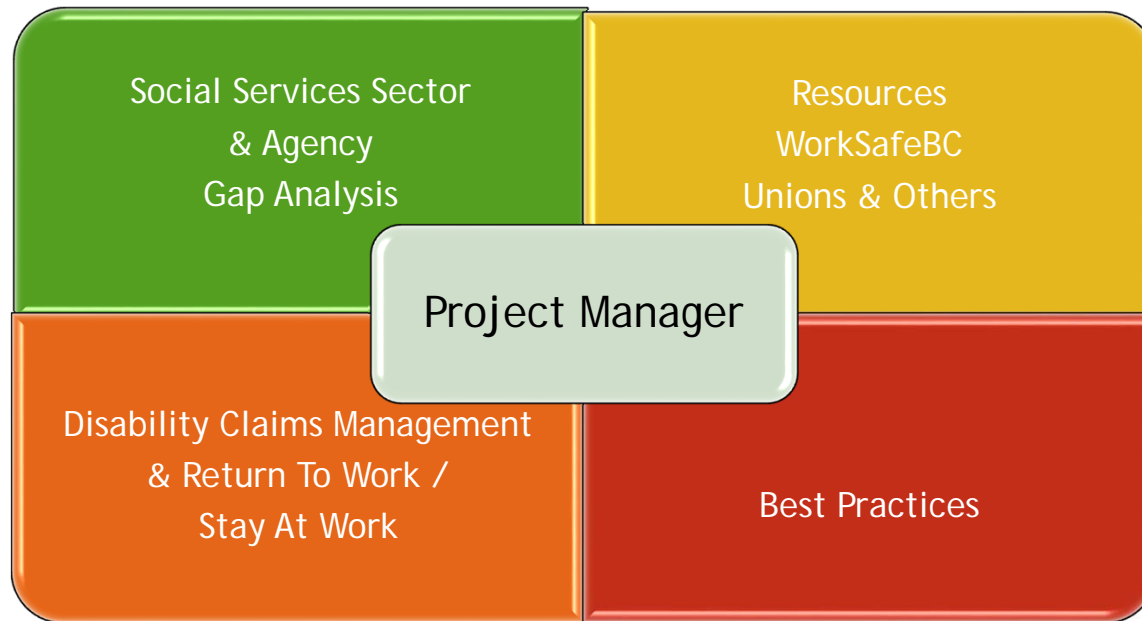 Social Services Sector
& Agency
Gap Analysis
Resources
WorkSafeBC
Unions & Others
Project Manager
Disability Claims Management
& Return To Work /
Stay At Work
Best Practices